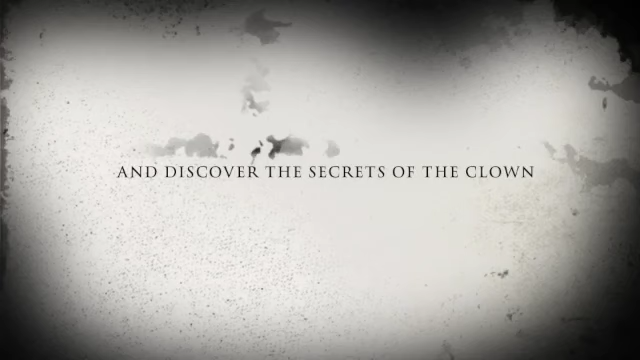 AND DISCOVER THE SECRETS OF THE CLOWN